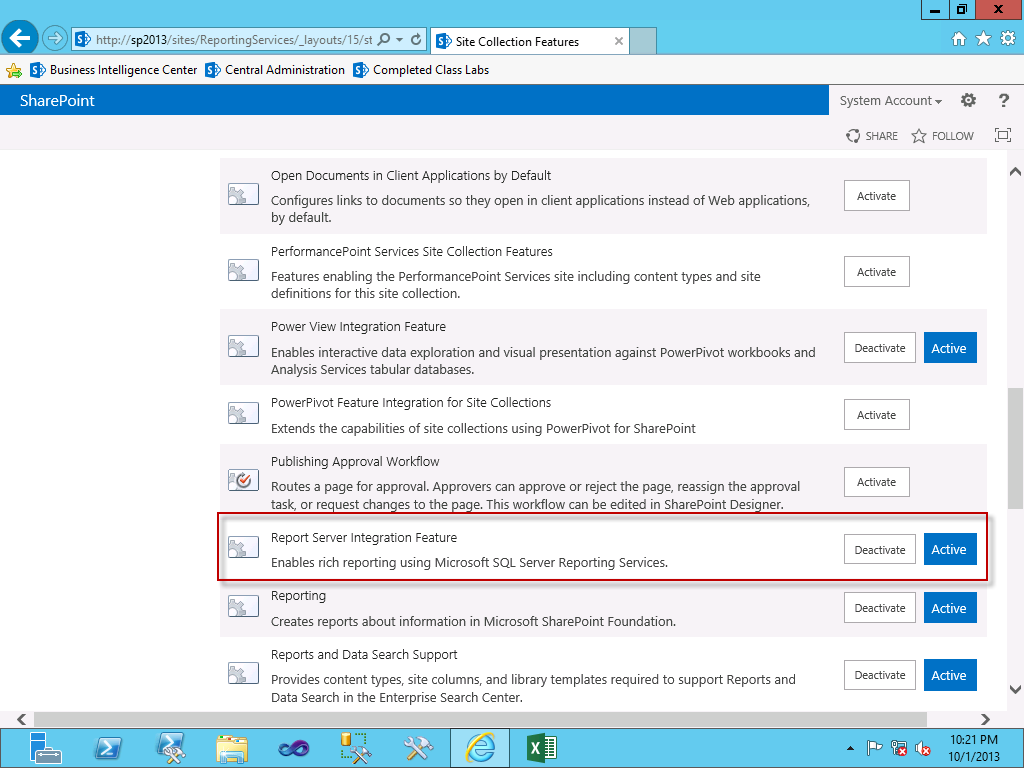 http://sp2013/sites/ReportingServices/_layouts/15/st
Site Collection Features
Business Intelligence Center
Central Administration
Completed Class Labs
SharePoint
System Account
?
SHARE
FOLLOW
Open Documents in Client Applications by Default
Configures links to documents so they open in client applications instead of Web applications,
by default.
Activate
PerformancePoint Services Site Collection Features
Features enabling the PerformancePoint Services site including content types and site
definitions for this site collection.
Activate
Power View Integration Feature
Enables interactive data exploration and visual presentation against PowerPivot workbooks and
Analysis Services tabular databases.
Deactivate
Active
PowerPivot Feature Integration for Site Collections
Extends the capabilities of site collections using PowerPivot for SharePoint
Activate
Publishing Approval Workflow
Routes a page for approval. Approvers can approve or reject the page, reassign the approval
task, or request changes to the page. This workflow can be edited in SharePoint Designer.
Activate
Report Server Integration Feature
Enables rich reporting using Microsoft SQL Server Reporting Services.
Deactivate
Active
Reporting
Creates reports about information in Microsoft SharePoint Foundation.
Deactivate
Active
Reports and Data Search Support
Provides content types, site columns, and library templates required to support Reports and
Data Search in the Enterprise Search Center.
Deactivate
Active
10:21 PM
10/1/2013